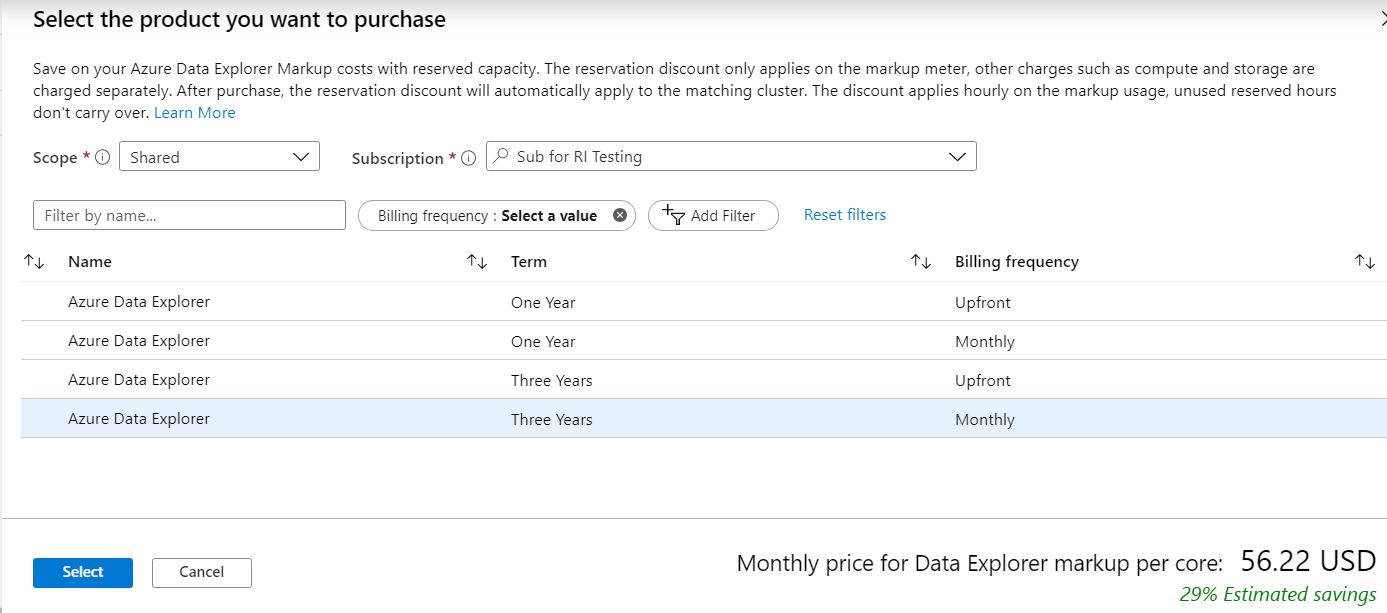 Select the product you want to purchase
Save on your Azure Data Explorer Markup costs with reserved capacity. The reservation discount only applies on the markup meter, other charges such as compute and storage are
charged separately. After purchase, the reservation discount will automatically apply to the matching cluster. The discount applies hourly on the markup usage, unused reserved hours
don't carry over. Learn More
Scope * Shared Subscription * Sub for RI Testing
Filter by name... Billing frequency : Select a value Add Filter Reset filters
Name Term Billing frequency
Azure Data Explorer One Year Upfront
Azure Data Explorer One Year Monthly
Azure Data Explorer Three Years Upfront
Azure Data Explorer Three Years Monthly
Select Cancel Monthly price for Data Explorer markup per core: 56.22 USD
29% Estimated savings